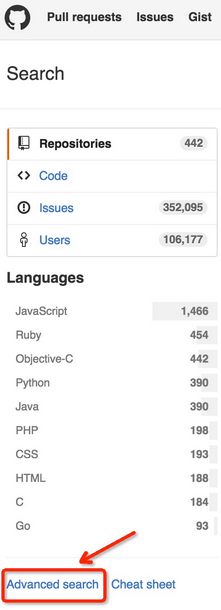 Pull requests Issues Gist
Search
Repositories 442
Code
Issues 352,095
Users 106,177
Languages
JavaScript 1,466
Ruby 454
Objective-C 442
Python 390
Java 390
PHP 198
CSS 193
HTML 188
C 184
Go 93
Advanced search Cheat sheet